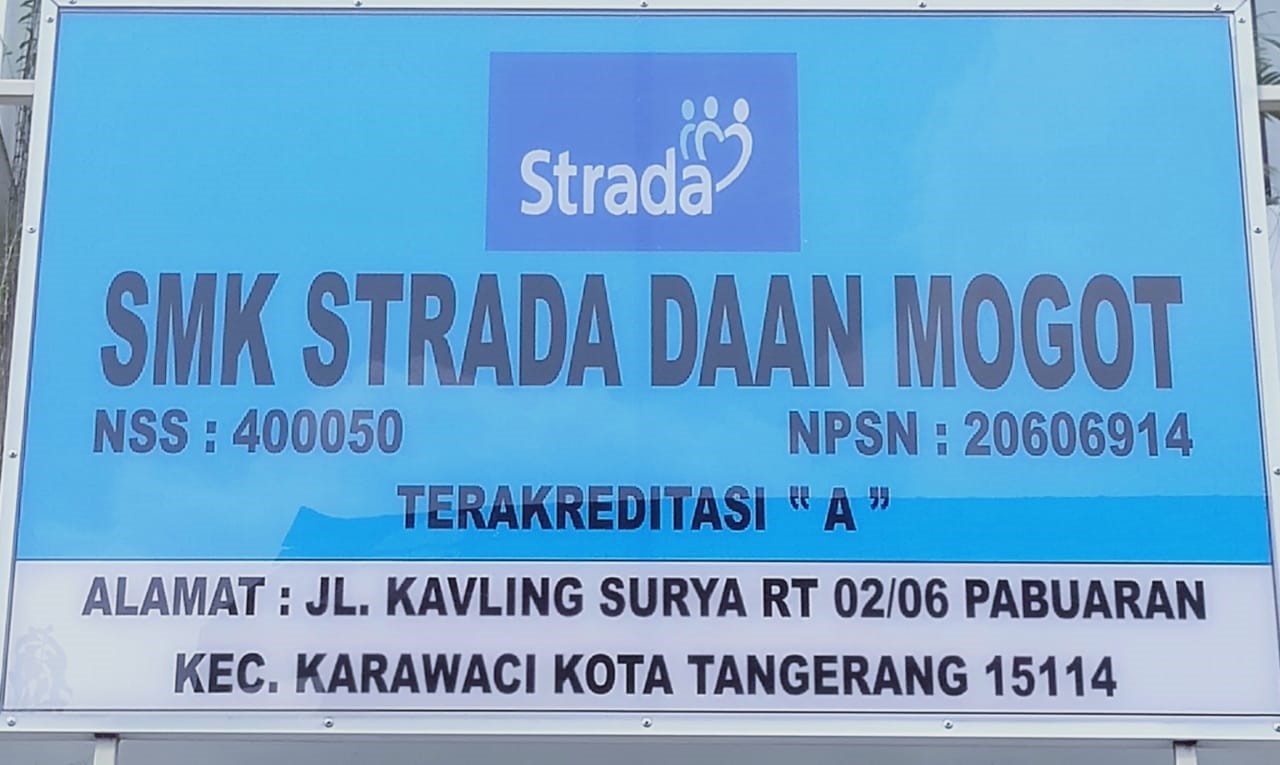 Strada
SMK STRADA DAAN MOGOT
NSS : 400050 NPSN : 20606914
TERAKREDITASI “ A ”
ALAMAT : JL. KAVLING SURYA RT 02/06 PABUARAN
KEC. KARAWACI KOTA TANGERANG 15114